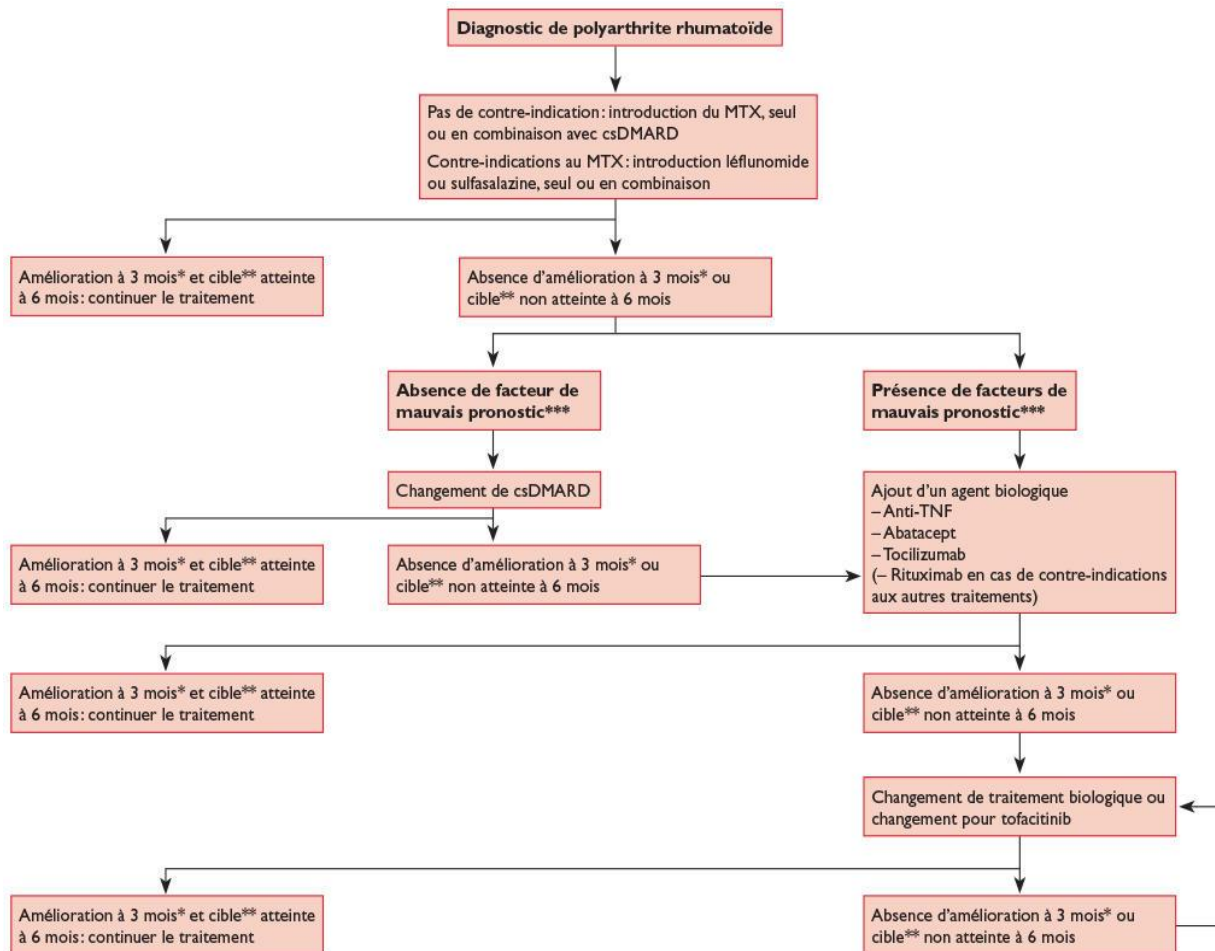 Diagnostic de polyarthrite rhumatoïde
Pas de contre-indication: introduction du MTX, seul
ou en combinaison avec csDMARD
Contre-indications au MTX: introduction léflunomide
ou sulfasalazine, seul ou en combinaison
Amélioration à 3 mois* et cible** atteinte
à 6 mois: continuer le traitement
Absence d'amélioration à 3 mois* ou
cible** non atteinte à 6 mois
Absence de facteur de
mauvais pronostic***
Présence de facteurs de
mauvais pronostic***
Changement de csDMARD
Ajout d'un agent biologique
– Anti-TNF
– Abatacept
– Tocilizumab
(– Rituximab en cas de contre-indications
aux autres traitements)
Amélioration à 3 mois* et cible** atteinte
à 6 mois: continuer le traitement
Absence d'amélioration à 3 mois* ou
cible** non atteinte à 6 mois
Amélioration à 3 mois* et cible** atteinte
à 6 mois: continuer le traitement
Absence d'amélioration à 3 mois* ou
cible** non atteinte à 6 mois
Changement de traitement biologique ou
changement pour tofacitinib
Amélioration à 3 mois* et cible** atteinte
à 6 mois: continuer le traitement
Absence d'amélioration à 3 mois* ou
cible** non atteinte à 6 mois